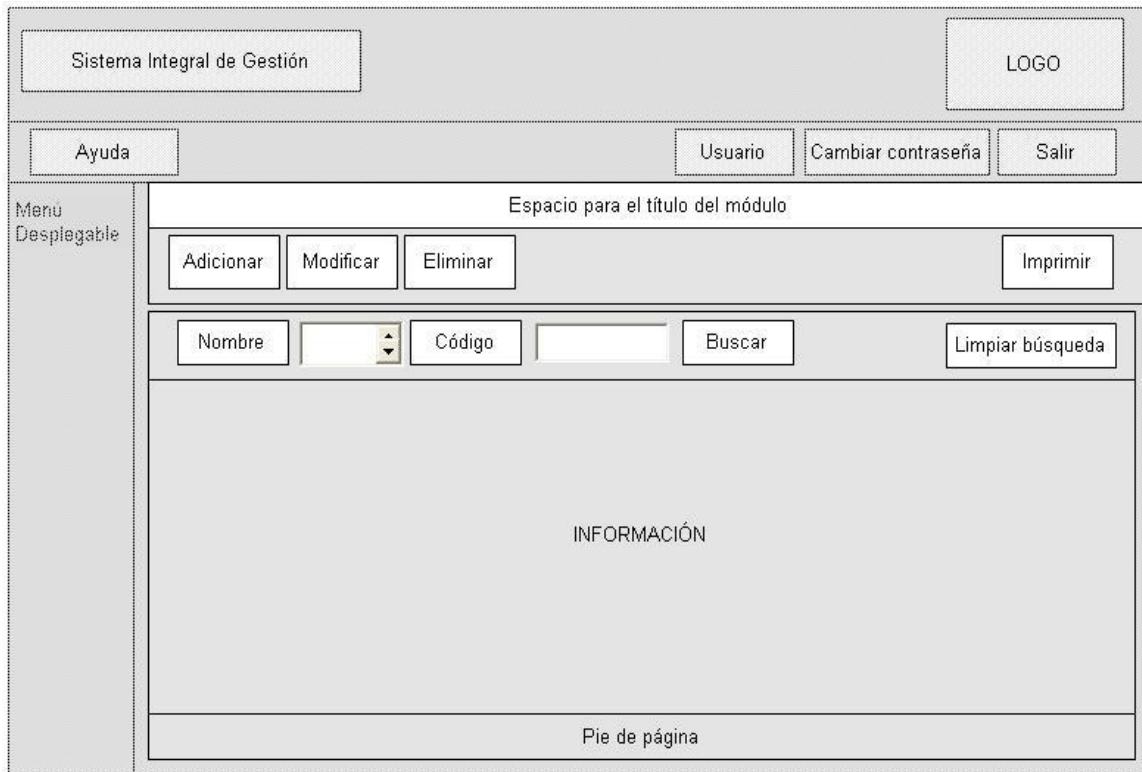 Sistema Integral de Gestión
LOGO
Ayuda
Usuario
Cambiar contraseña
Salir
Menú
Desplegable
Espacio para el título del módulo
Adicionar
Modificar
Eliminar
Imprimir
Nombre
Código
Buscar
Limpiar búsqueda
INFORMACIÓN
Pie de página